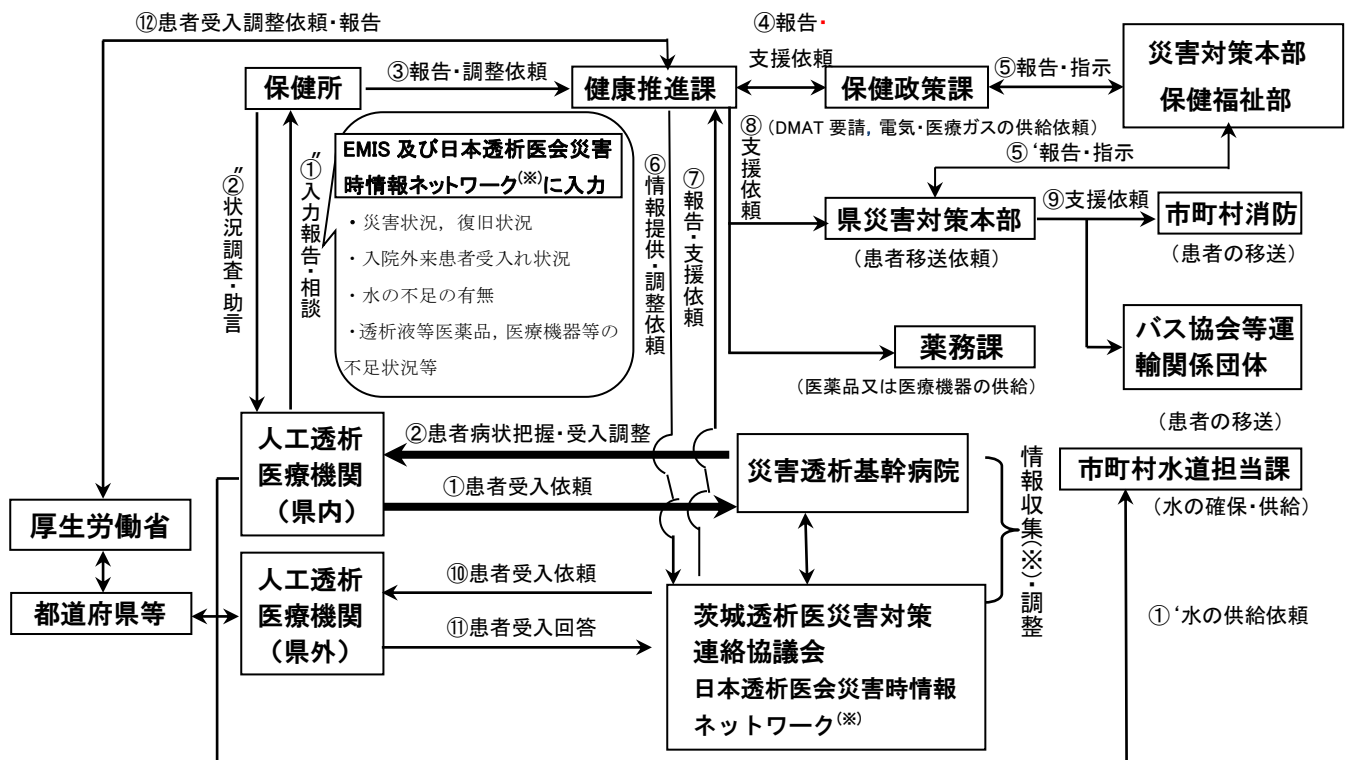 ⑫患者受入調整依頼・報告
④報告・
支援依頼
災害対策本部
保健福祉部
保健所
③報告・調整依頼
健康推進課
保健政策課
⑤報告・指示
⑧支援依頼
(DMAT 要請，電気・医療ガスの供給依頼)
⑤‘報告・指示
EMIS 及び日本透析医会災害
時情報ネットワーク(※)に入力
・災害状況，復旧状況
・入院外来患者受入れ状況
・水の不足の有無
・透析液等医薬品，医療機器等の
不足状況等
②”状況調査・助言
①”入力報告・相談
⑥情報提供・調整依頼
⑦報告・支援依頼
県災害対策本部
(患者移送依頼)
⑨支援依頼
市町村消防
(患者の移送)
薬務課
(医薬品又は医療機器の供給)
バス協会等運
輸関係団体
(患者の移送)
人工透析
医療機関
(県内)
②患者病状把握・受入調整
①患者受入依頼
災害透析基幹病院
情報収集(※)・調整
市町村水道担当課
(水の確保・供給)
厚生労働省
都道府県等
人工透析
医療機関
(県外)
⑩患者受入依頼
⑪患者受入回答
茨城透析医災害対策
連絡協議会
日本透析医会災害時情報
ネットワーク(※)
①‘水の供給依頼